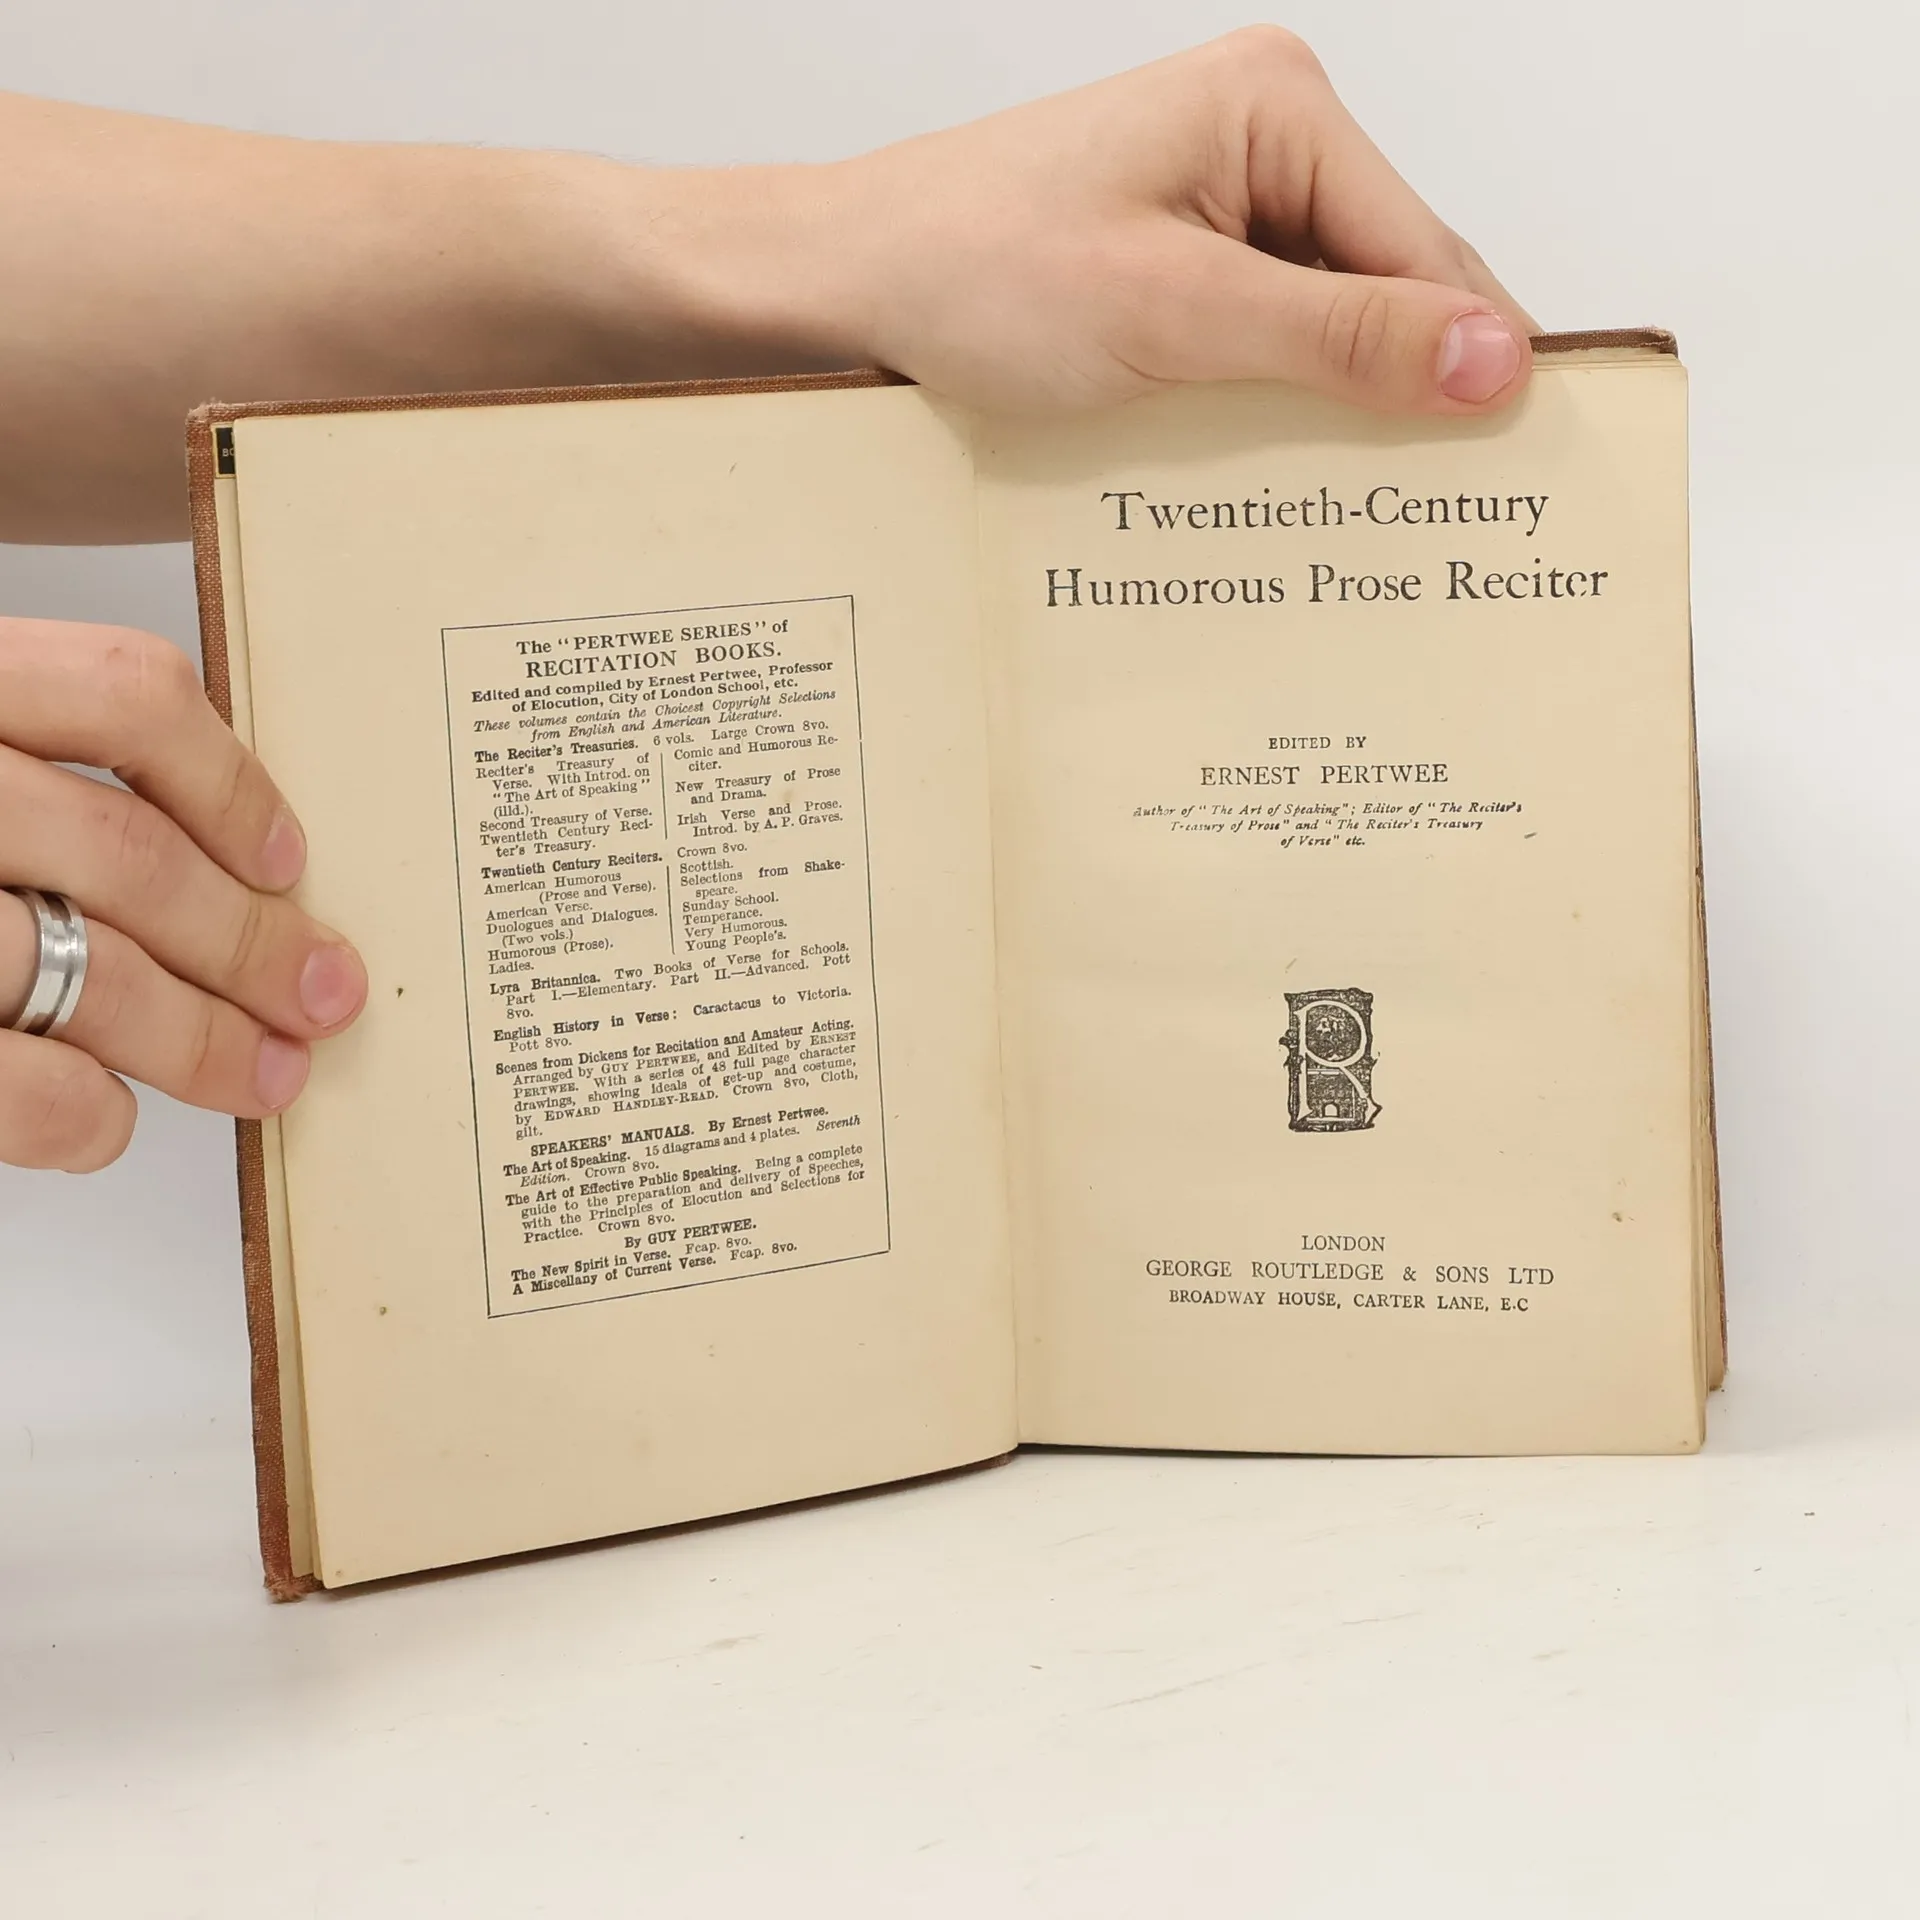 The "PERTWEE SERIES" of
RECITATION BOOKS.
Edited and compiled by Ernest Pertwee, Professor
of Elocution, City of London School, etc.
These volumes contain the Choicest Copyright Selections
from English and American Literature.
The Reciter's Treasuries. 6 vols. Large Crown 8vo.
Reciter's Treasury of
Verse. With Introd. on
"The Art of Speaking"
(illd.).
Second Treasury of Verse.
Twentieth Century Reci-
ter's Treasury.
Comic and Humorous Re-
citer.
New Treasury of Prose
and Drama.
Irish Verse and Prose.
Introd. by A. P. Graves.
Twentieth Century Reciters. Crown 8vo.
American Humorous
(Prose and Verse).
American Verse.
Duologues and Dialogues.
(Two vols.)
Humorous (Prose).
Ladies.
Scottish.
Selections from Shake-
speare.
Sunday School.
Temperance.
Very Humorous.
Young People's.
Lyra Britannica. Two Books of Verse for Schools.
Part I.—Elementary. Part II.—Advanced. Pott
8vo.
English History in Verse: Caractacus to Victoria.
Pott 8vo.
Scenes from Dickens for Recitation and Amateur Acting.
Arranged by GUY PERTWEE, and Edited by ERNEST
PERTWEE. With a series of 48 full page character
drawings, showing ideals of get-up and costume,
by EDWARD HANDLEY-READ. Crown 8vo, Cloth,
gilt.
SPEAKERS' MANUALS. By Ernest Pertwee.
The Art of Speaking. 15 diagrams and 4 plates. Seventh
Edition. Crown 8vo.
The Art of Effective Public Speaking. Being a complete
guide to the preparation and delivery of Speeches,
with the Principles of Elocution and Selections for
Practice. Crown 8vo.
By GUY PERTWEE.
The New Spirit in Verse. Fcap. 8vo.
A Miscellany of Current Verse. Fcap. 8vo.
Twentieth-Century
Humorous Prose Reciter
EDITED BY
ERNEST PERTWEE
Author of "The Art of Speaking"; Editor of "The Reciter's
Treasury of Prose" and "The Reciter's Treasury
of Verse" etc.
R
LONDON
GEORGE ROUTLEDGE & SONS LTD
BROADWAY HOUSE, CARTER LANE, E.C